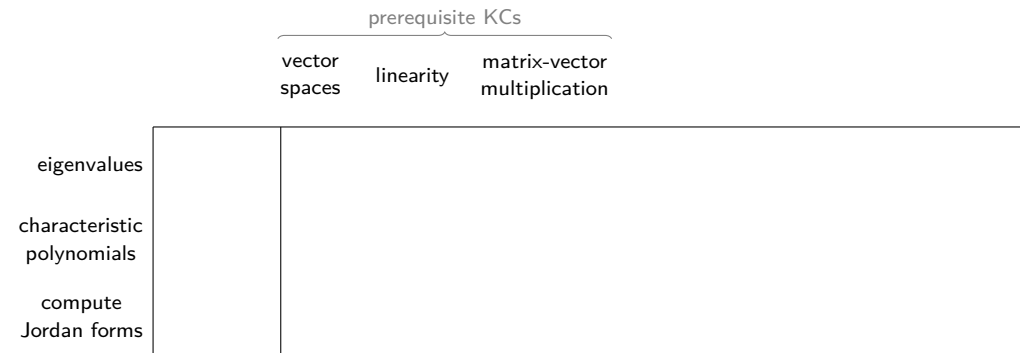 prerequisite KCs
vector
spaces
linearity
matrix-vector
multiplication
eigenvalues
characteristic
polynomials
compute
Jordan forms